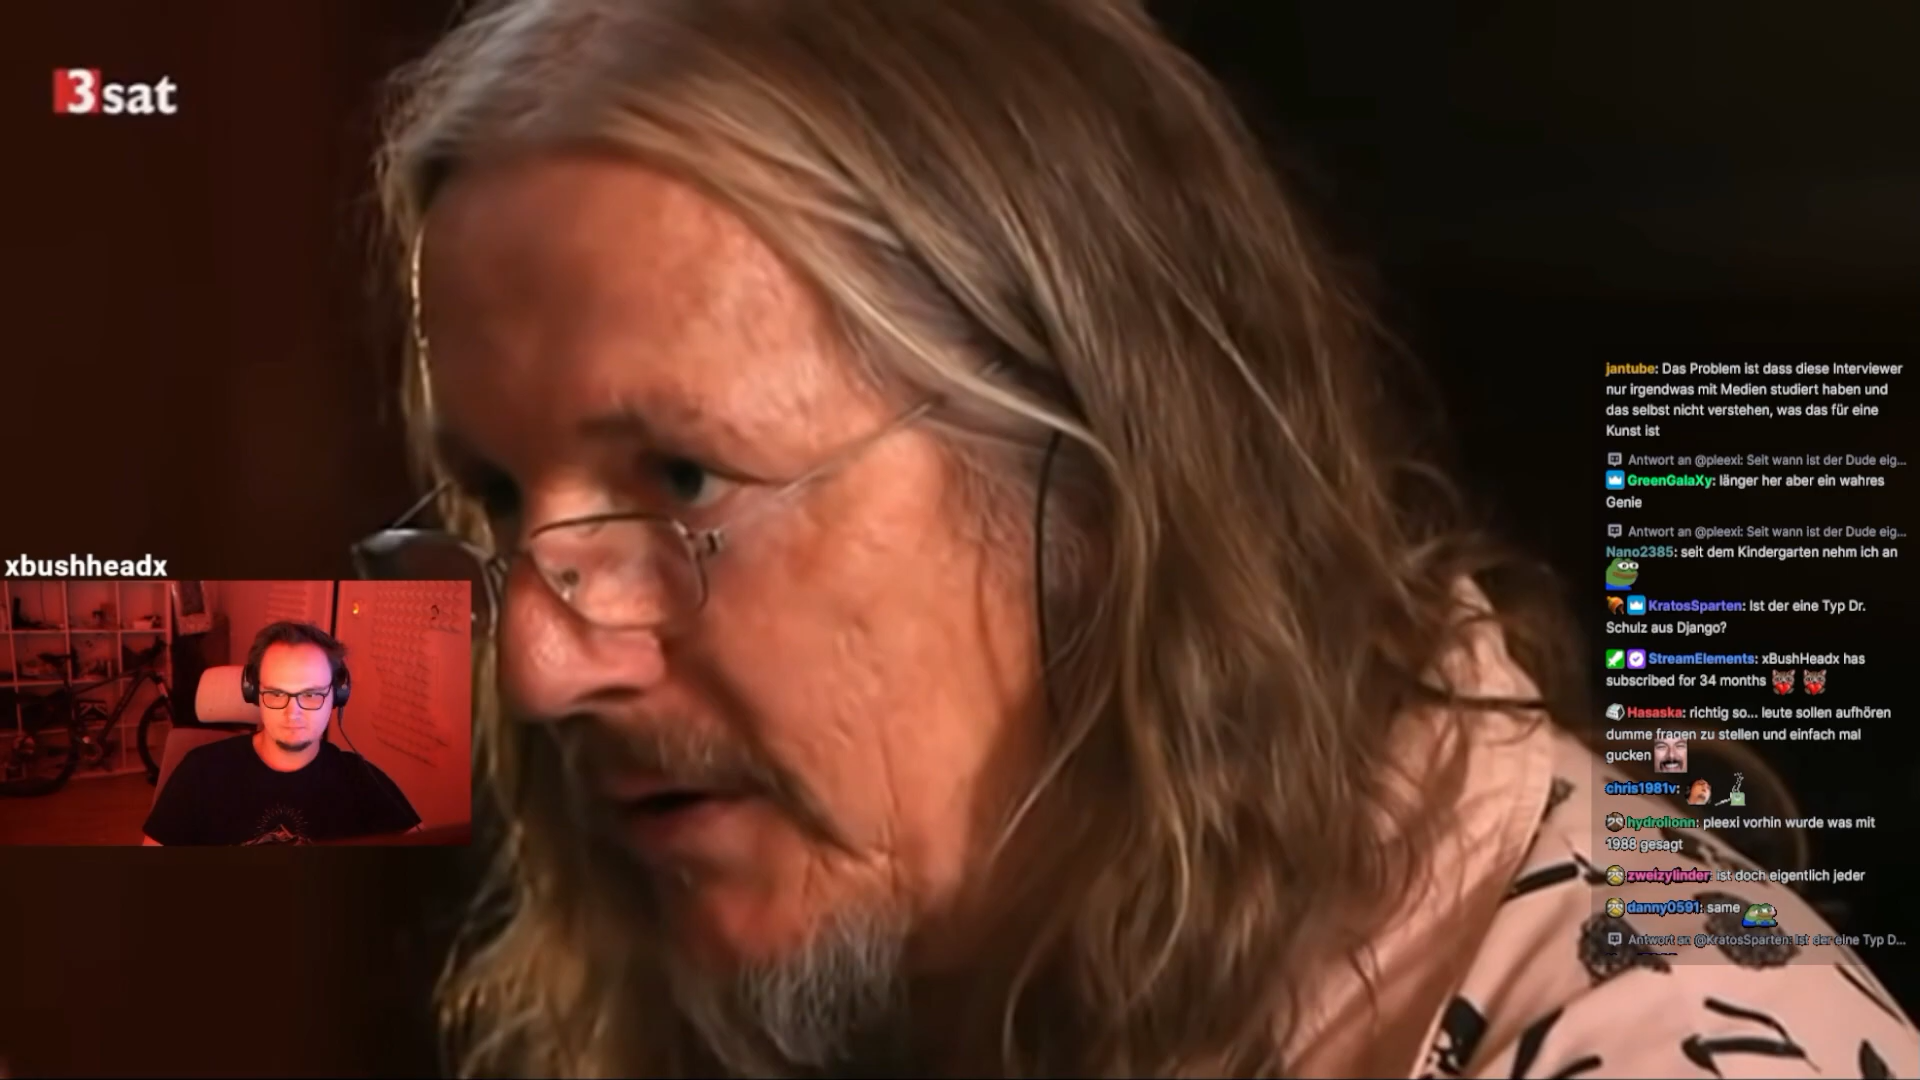 3sat
xbushheadx
jantube: Das Problem ist dass diese Interviewer
nur irgendwas mit Medien studiert haben und
das selbst nicht verstehen, was das für eine
Kunst ist
Antwort an @pleexi: Seit wann ist der Dude eig...
GreenGalaXy: länger her aber ein wahres
Genie
Antwort an @pleexi: Seit wann ist der Dude eig...
Nano2385: seit dem Kindergarten nehm ich an
KratosSparten: Ist der eine Typ Dr.
Schulz aus Django?
StreamElements: xBushHeadx has
subscribed for 34 months
Hasaska: richtig so... leute sollen aufhören
dumme fragen zu stellen und einfach mal
gucken
chris1981v:
hydrolionn: pleexi vorhin wurde was mit
1988 gesagt
zweizylinder: ist doch eigentlich jeder
danny0591: same
Antwort an @KratosSparten: Ist der eine Typ D...